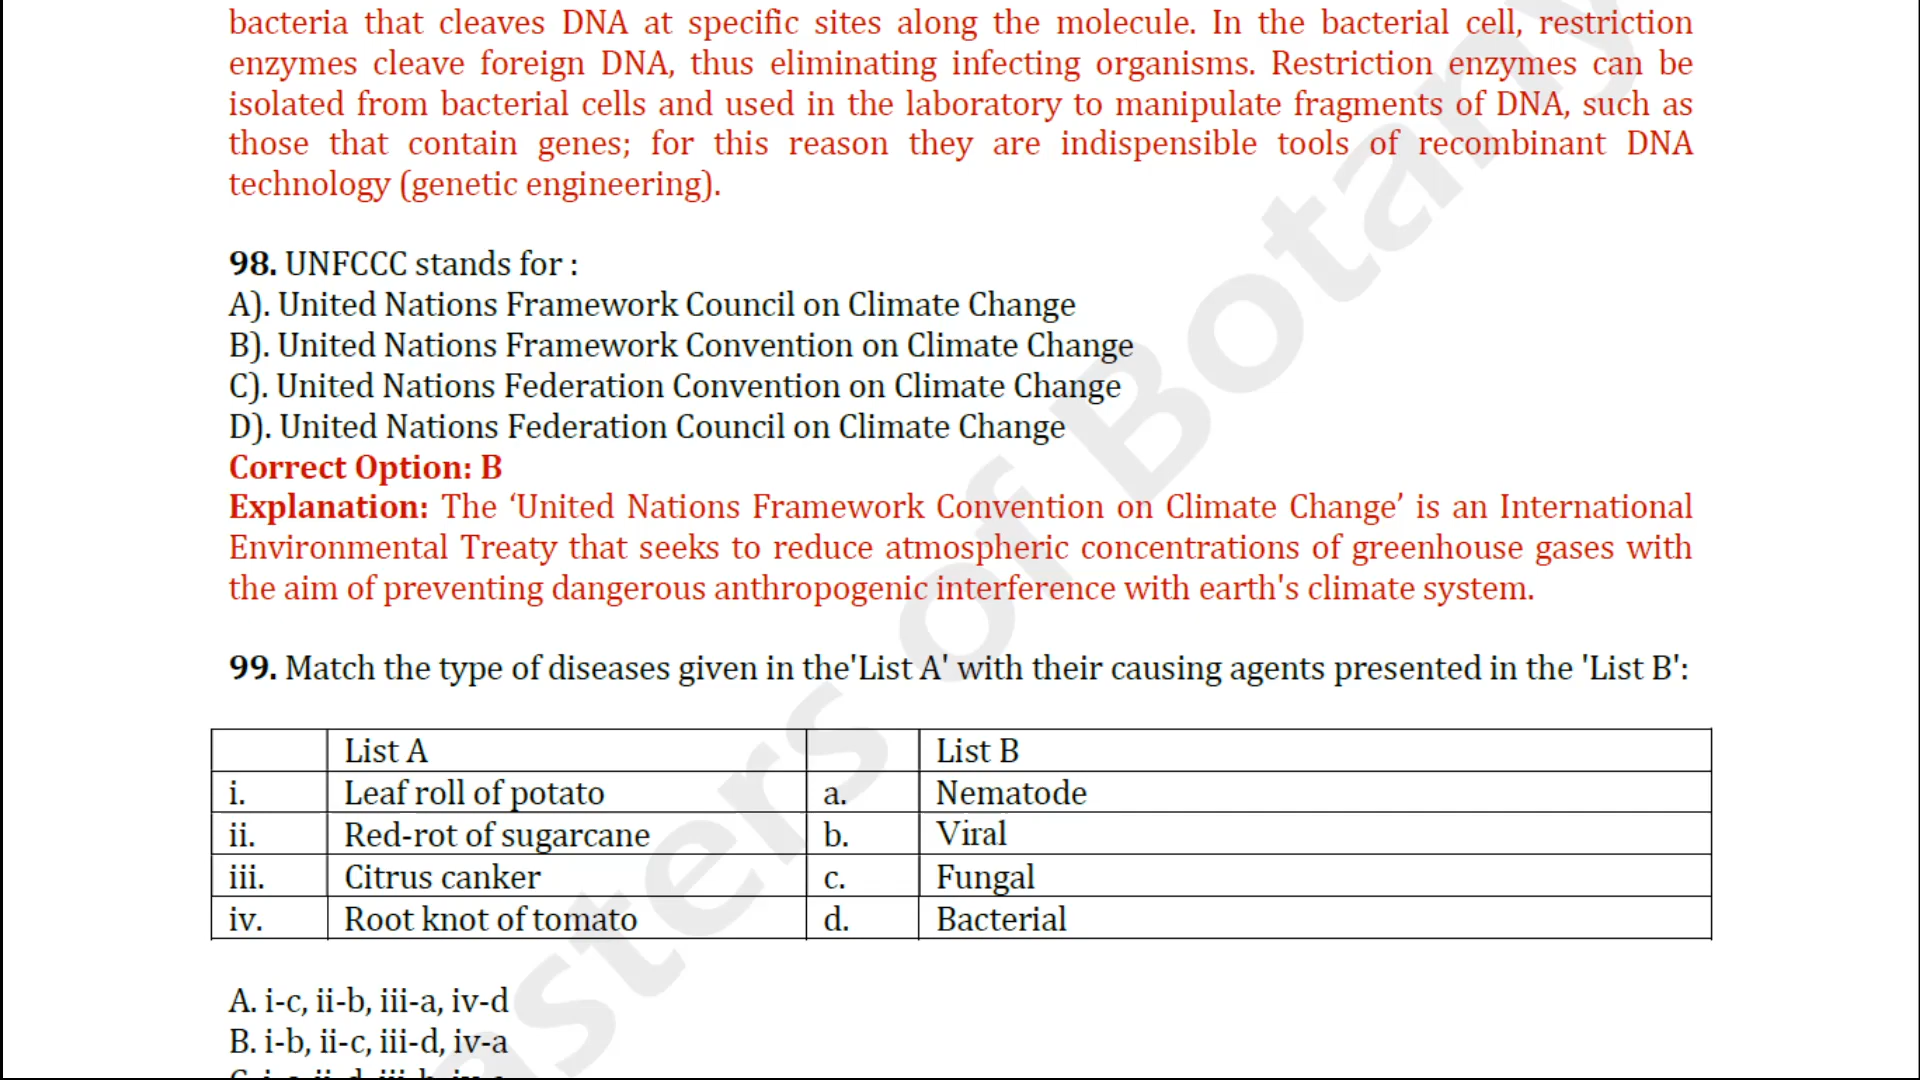 bacteria that cleaves DNA at specific sites along the molecule. In the bacterial cell, restriction
enzymes cleave foreign DNA, thus eliminating infecting organisms. Restriction enzymes can be
isolated from bacterial cells and used in the laboratory to manipulate fragments of DNA, such as
those that contain genes; for this reason they are indispensible tools of recombinant DNA
technology (genetic engineering).
98. UNFCCC stands for :
A). United Nations Framework Council on Climate Change
B). United Nations Framework Convention on Climate Change
C). United Nations Federation Convention on Climate Change
D). United Nations Federation Council on Climate Change
Correct Option: B
Explanation: The ‘United Nations Framework Convention on Climate Change’ is an International
Environmental Treaty that seeks to reduce atmospheric concentrations of greenhouse gases with
the aim of preventing dangerous anthropogenic interference with earth's climate system.
99. Match the type of diseases given in the'List A' with their causing agents presented in the 'List B':
List A List B
i. Leaf roll of potato a. Nematode
ii. Red-rot of sugarcane b. Viral
iii. Citrus canker c. Fungal
iv. Root knot of tomato d. Bacterial
A. i-c, ii-b, iii-a, iv-d
B. i-b, ii-c, iii-d, iv-a
asters of Botany